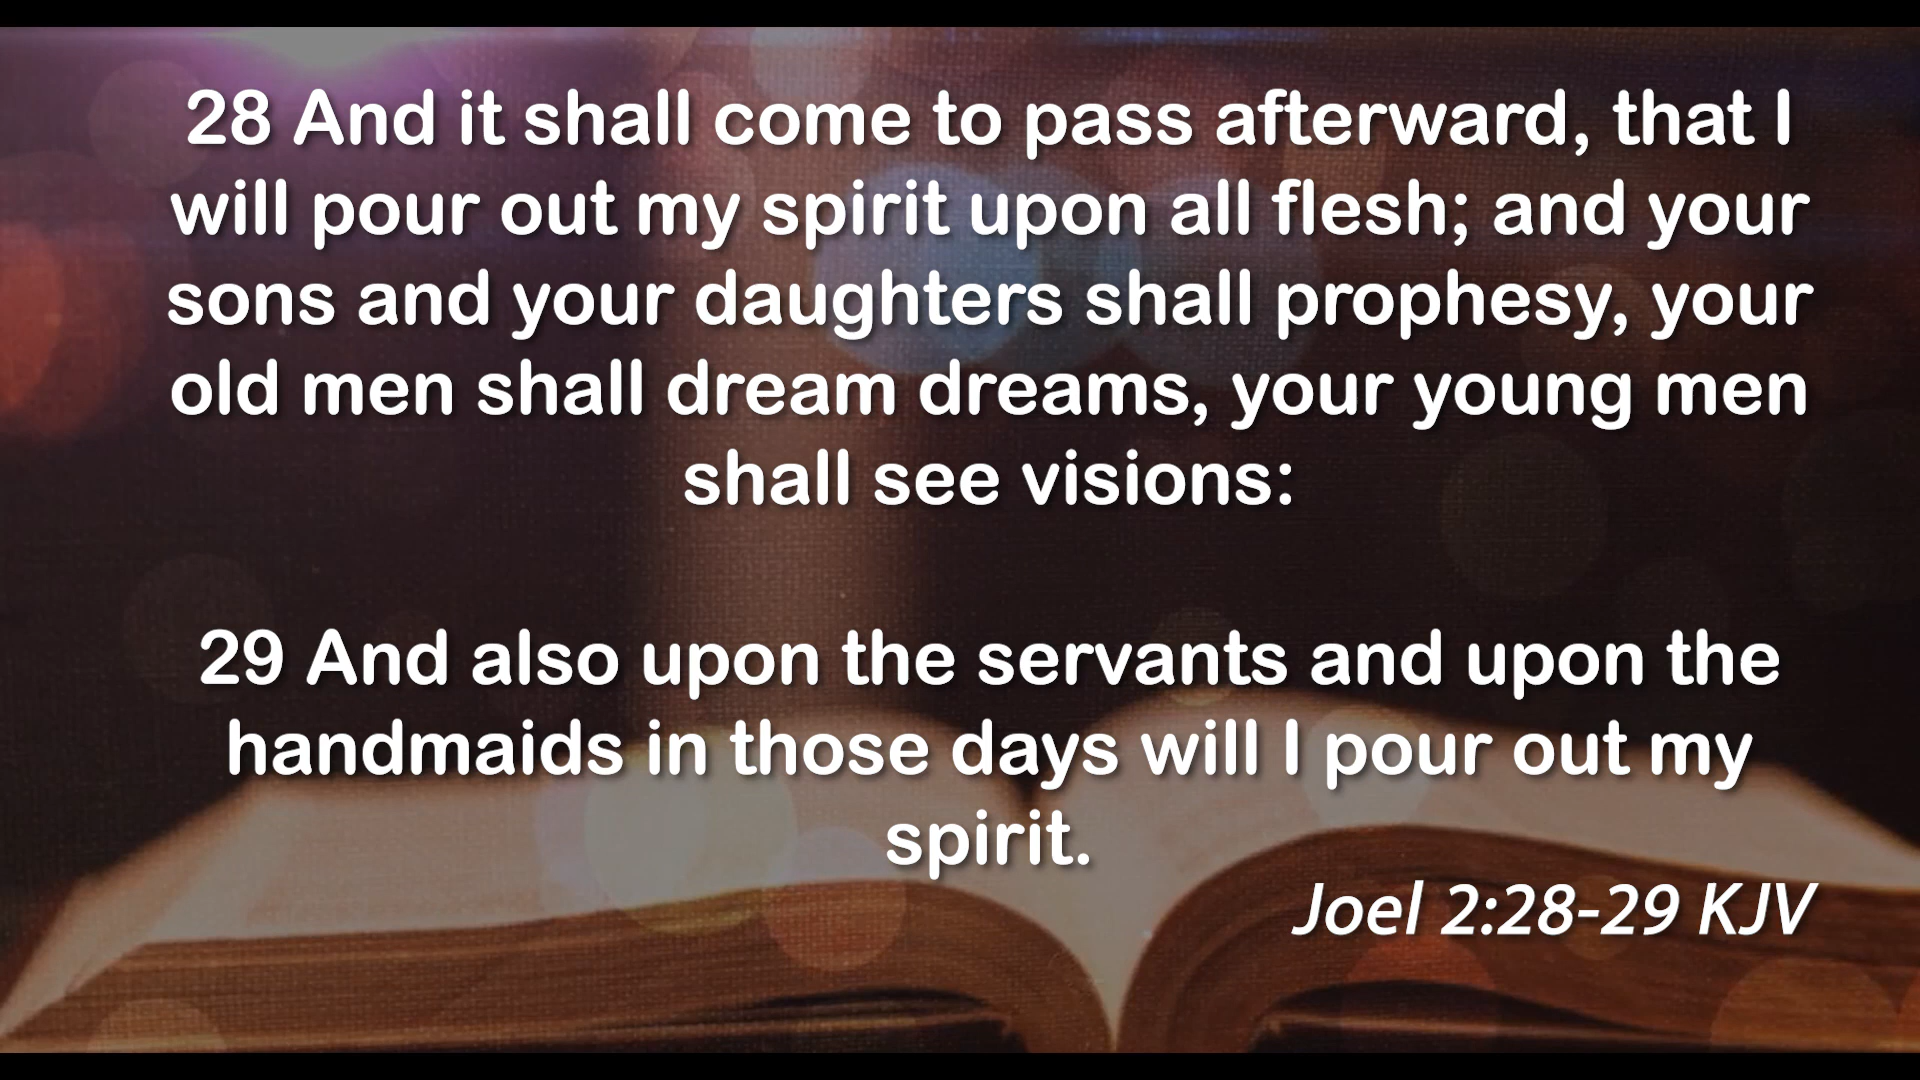 28 And it shall come to pass afterward, that I
will pour out my spirit upon all flesh; and your
sons and your daughters shall prophesy, your
old men shall dream dreams, your young men
shall see visions:
29 And also upon the servants and upon the
handmaids in those days will I pour out my
spirit.
Joel 2:28-29 KJV